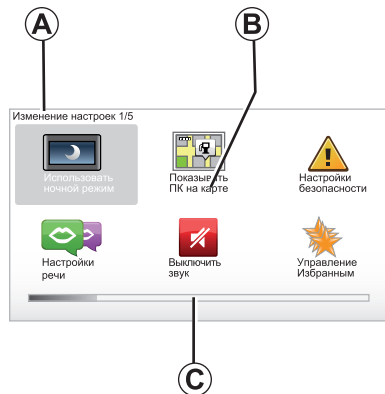 A
B
Изменение настроек 1/5
Использовать
ночной режим
Показывать
ПК на карте
Настройки
безопасности
Настройки
речи
Выключить
звук
Управление
Избранным
C